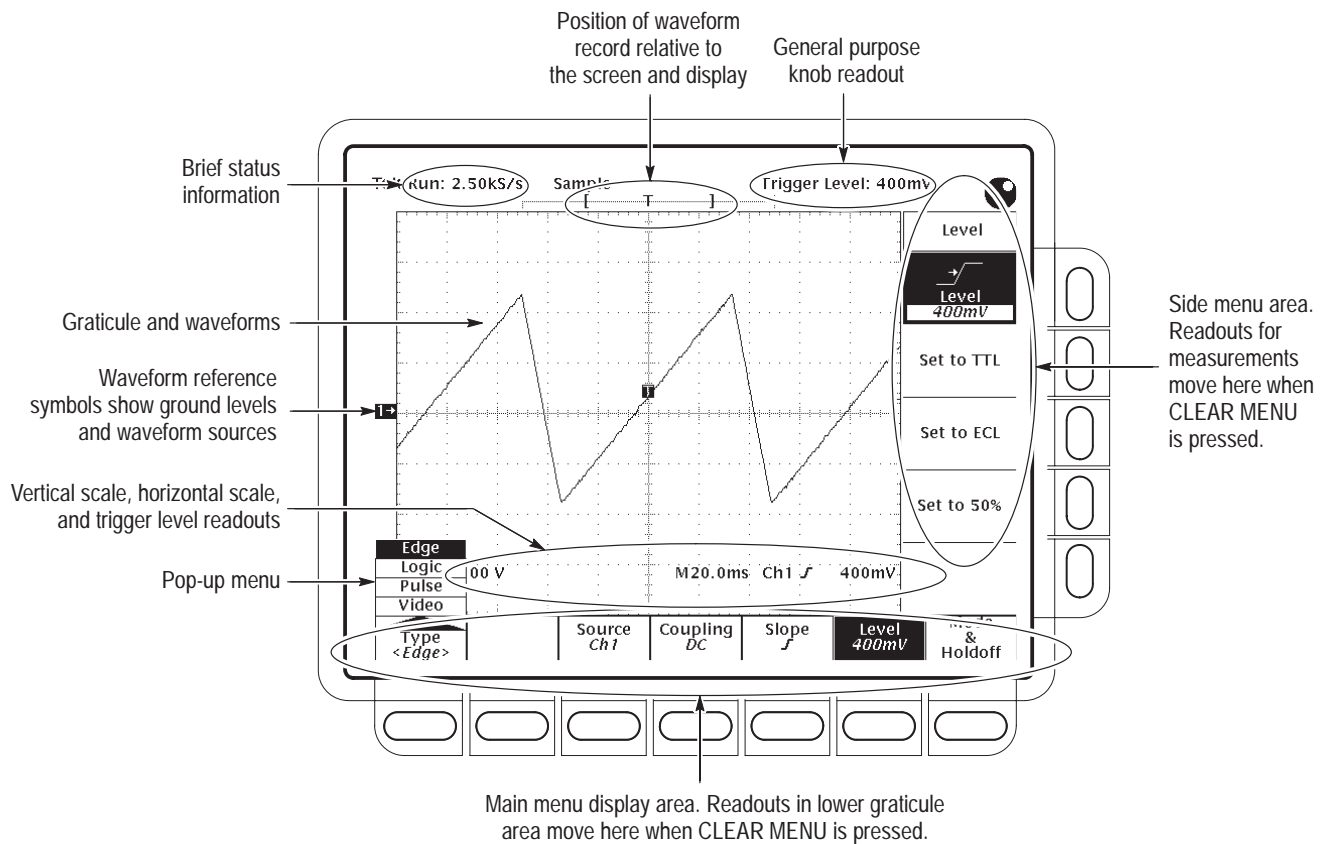 Position of waveform
record relative to
the screen and display
General purpose
knob readout
Brief status
information
Run: 2.50kS/s
Sample
Trigger Level: 400mV
[ T ]
Level
Level
400mV
Set to TTL
Set to ECL
Set to 50%
Side menu area.
Readouts for
measurements
move here when
CLEAR MENU
is pressed.
Graticule and waveforms
Waveform reference
symbols show ground levels
and waveform sources
1→
T
Vertical scale, horizontal scale,
and trigger level readouts
Pop-up menu
Edge
Logic
Pulse
Video
00 V
M20.0ms Ch1 400mV
Type
<Edge>
Source
Ch1
Coupling
DC
Slope
Level
400mV
&
Holdoff
Main menu display area. Readouts in lower graticule
area move here when CLEAR MENU is pressed.